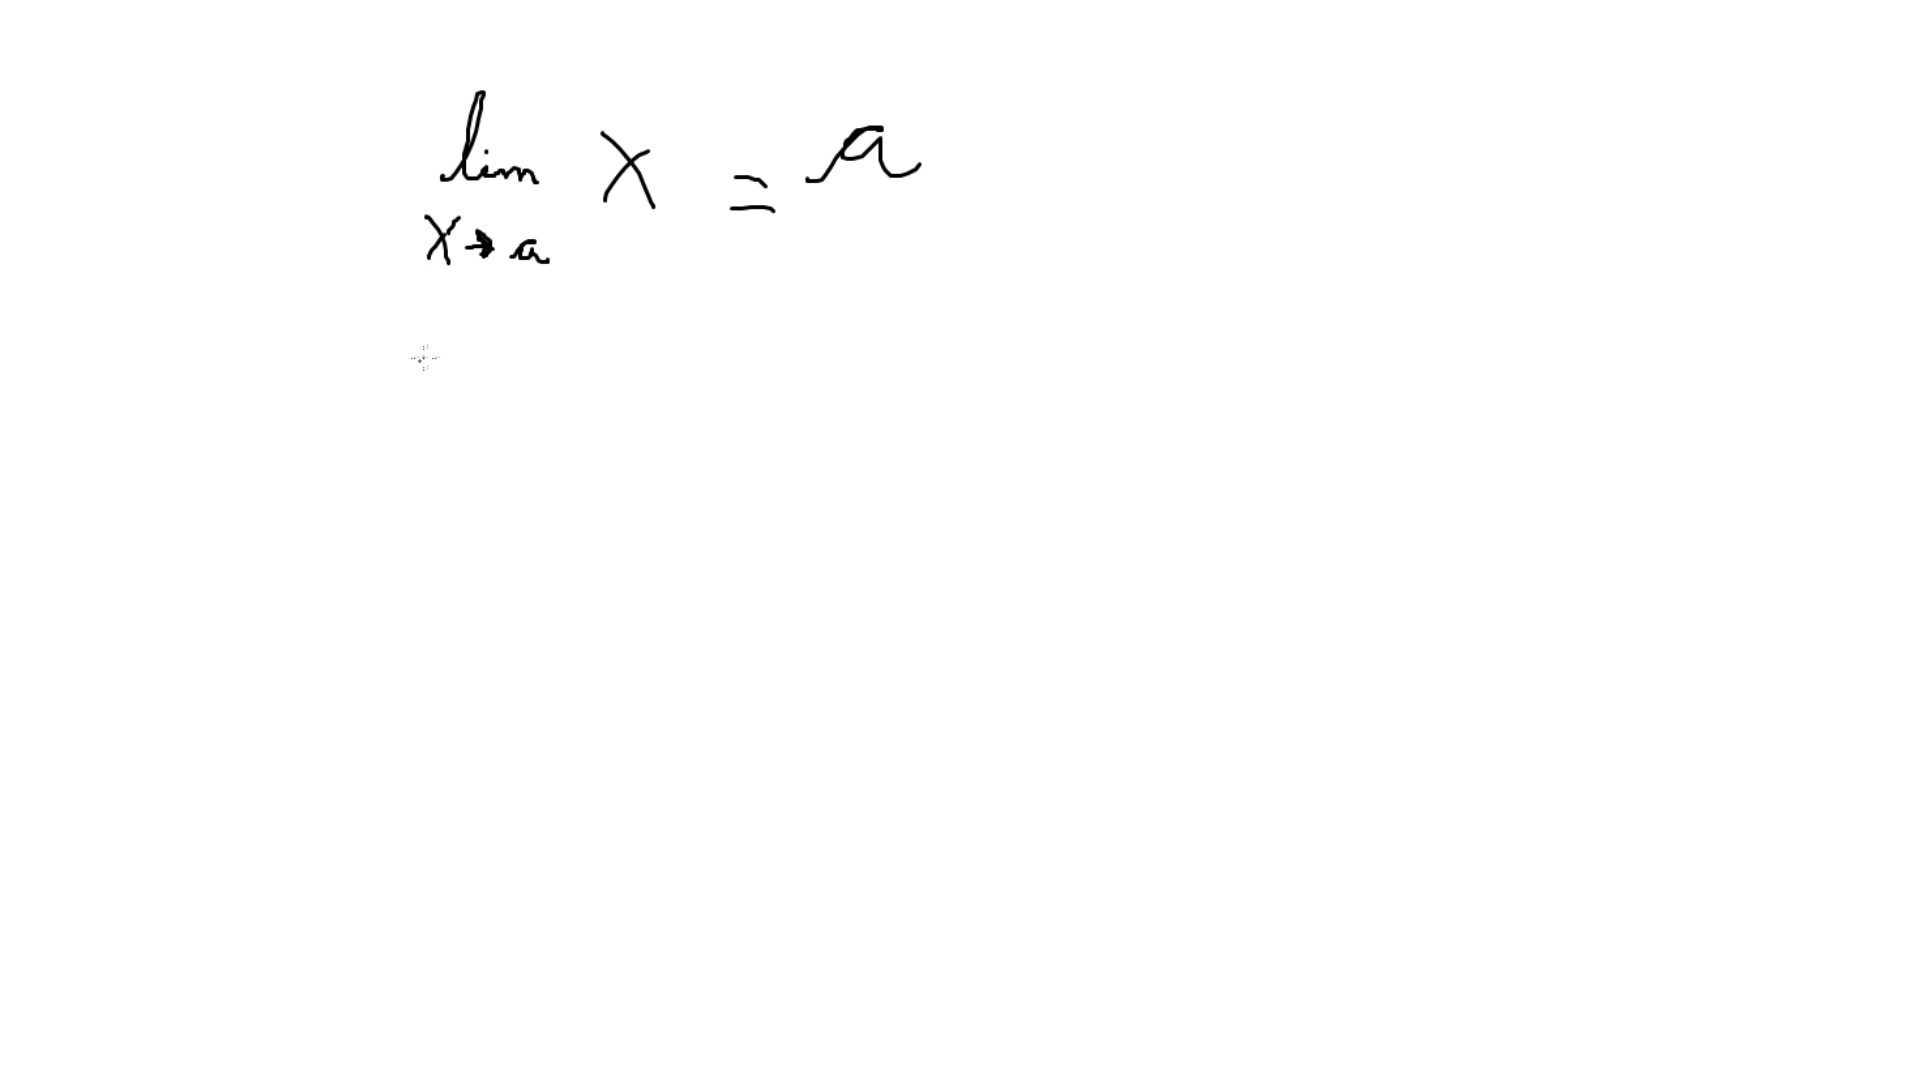 lim x = a
x → a